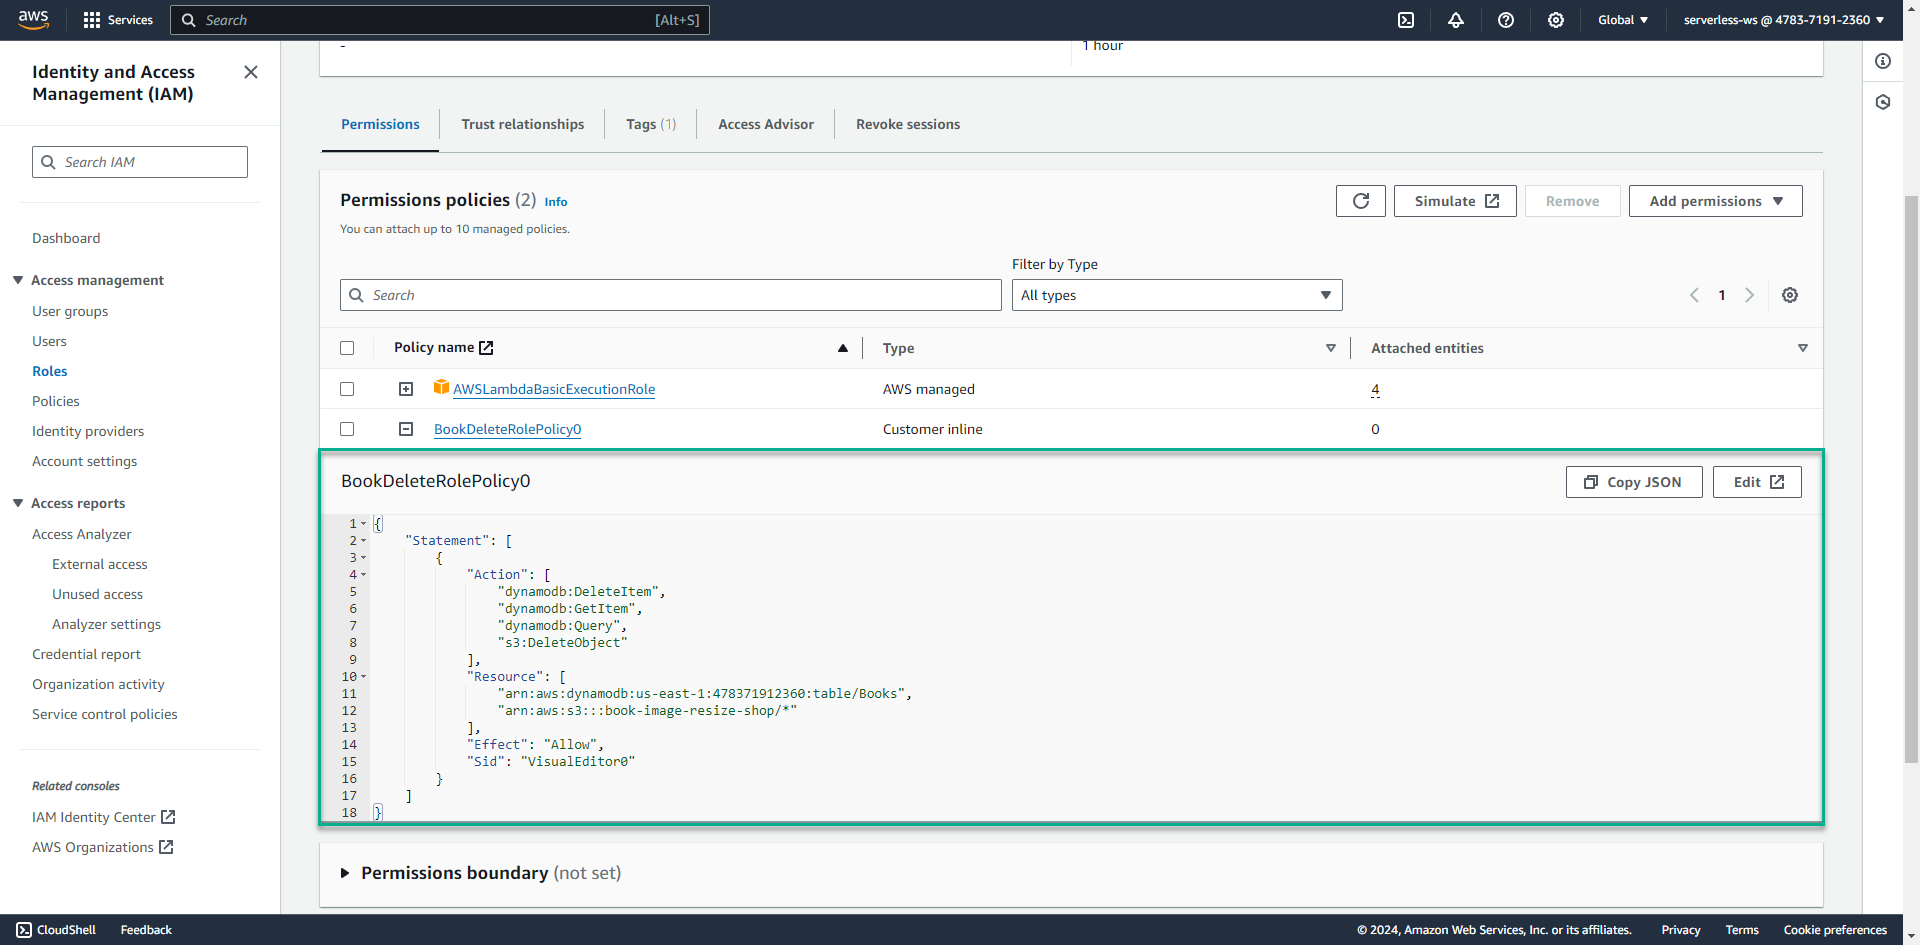 aws
Services
Search
[Alt+S]
Global
serverless-ws @ 4783-7191-2360
Identity and Access
Management (IAM)
Search IAM
Dashboard
Access management
User groups
Users
Roles
Policies
Identity providers
Account settings
Access reports
Access Analyzer
External access
Unused access
Analyzer settings
Credential report
Organization activity
Service control policies
Related consoles
IAM Identity Center
AWS Organizations
-
1 hour
Permissions
Trust relationships
Tags (1)
Access Advisor
Revoke sessions
Permissions policies (2) Info
You can attach up to 10 managed policies.
Simulate
Remove
Add permissions
Filter by Type
Search
All types
1
Policy name
Type
Attached entities
AWSLambdaBasicExecutionRole
AWS managed
4
BookDeleteRolePolicy0
Customer inline
0
BookDeleteRolePolicy0
Copy JSON
Edit
1 {
2 "Statement": [
3 {
4 "Action": [
5 "dynamodb:DeleteItem",
6 "dynamodb:GetItem",
7 "dynamodb:Query",
8 "s3:DeleteObject"
9 ],
10 "Resource": [
11 "arn:aws:dynamodb:us-east-1:478371912360:table/Books",
12 "arn:aws:s3:::book-image-resize-shop/*"
13 ],
14 "Effect": "Allow",
15 "Sid": "VisualEditor0"
16 }
17 ]
18 }
Permissions boundary (not set)
CloudShell
Feedback
© 2024, Amazon Web Services, Inc. or its affiliates.
Privacy
Terms
Cookie preferences